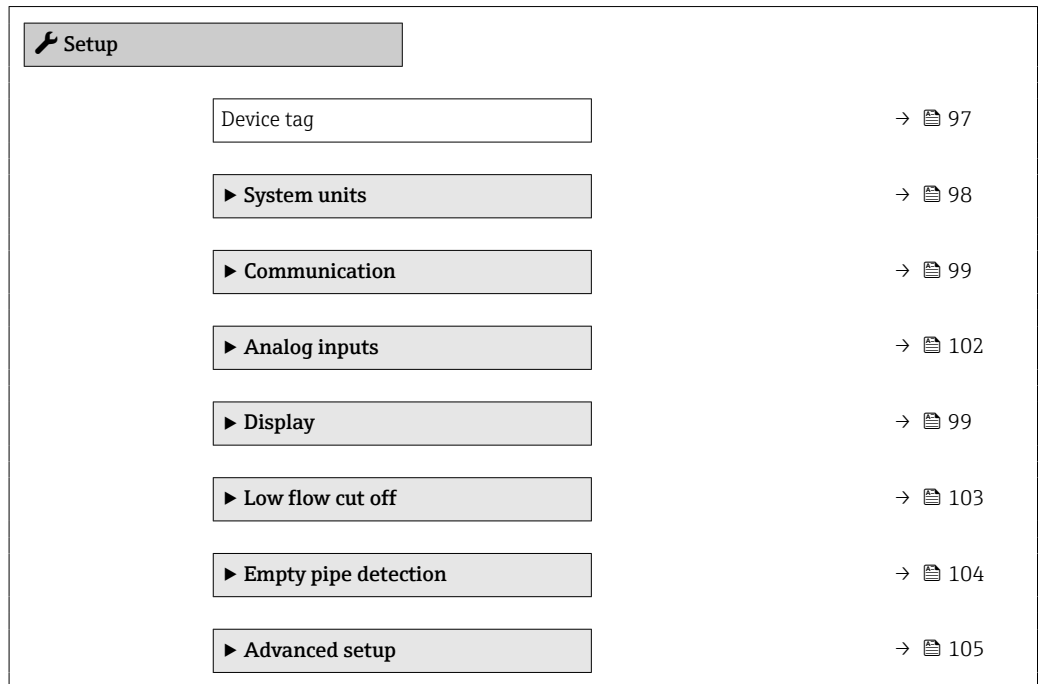 Setup
Device tag → 97
▶ System units → 98
▶ Communication → 99
▶ Analog inputs → 102
▶ Display → 99
▶ Low flow cut off → 103
▶ Empty pipe detection → 104
▶ Advanced setup → 105